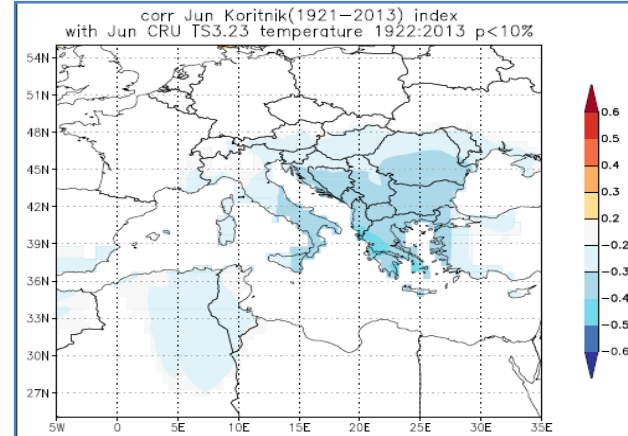 corr Jun Koritnik(1921-2013) index
with Jun CRU TS3.23 temperature 1922:2013 p<10%
54N
51N
48N
45N
42N
39N
36N
33N
30N
27N
5W 0 5E 10E 15E 20E 25E 30E 35E
0.6
0.5
0.4
0.3
0.2
-0.2
-0.3
-0.4
-0.5
-0.6